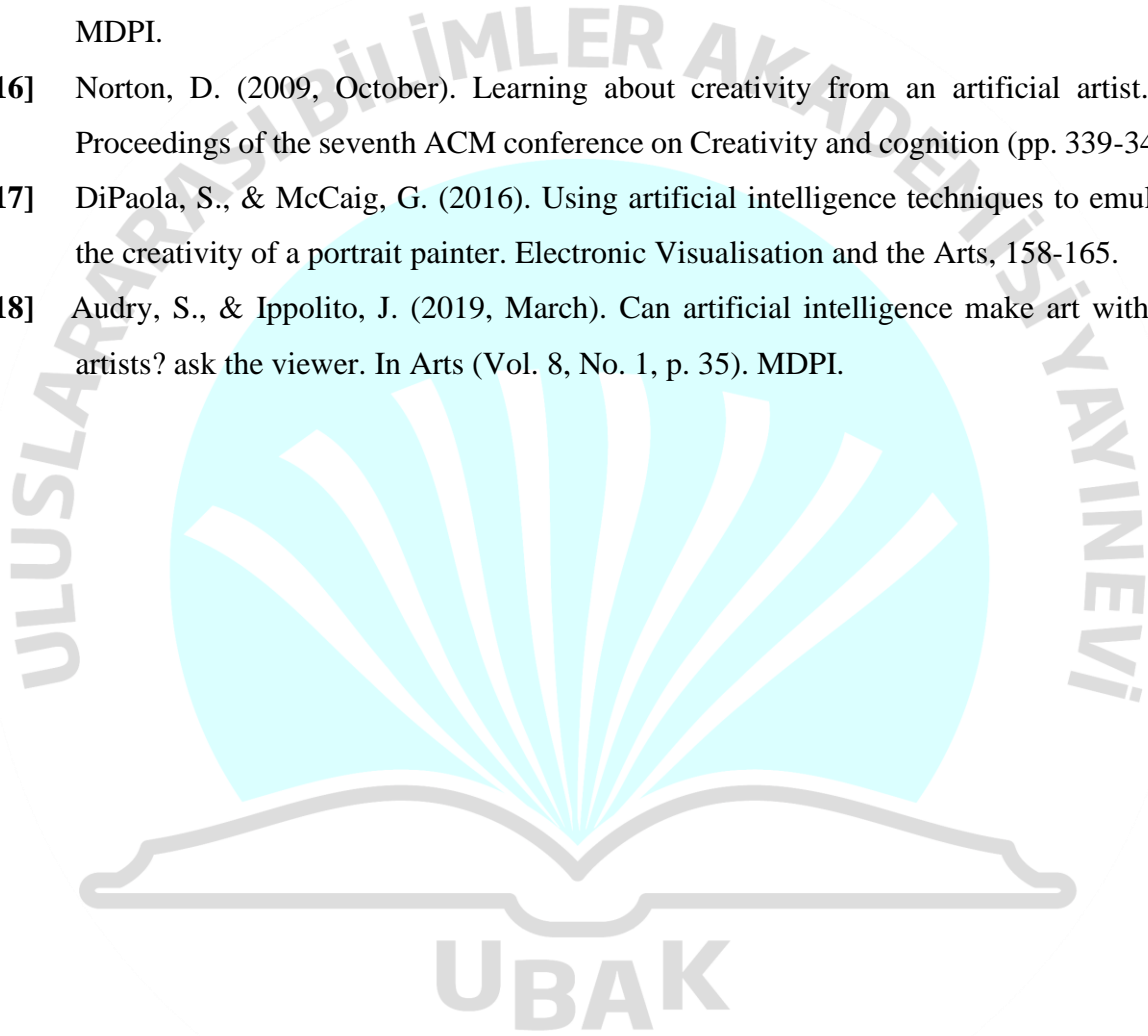 MDPI.
16] Norton, D. (2009, October). Learning about creativity from an artificial artist.
Proceedings of the seventh ACM conference on Creativity and cognition (pp. 339-34
17] DiPaola, S., & McCaig, G. (2016). Using artificial intelligence techniques to emul
the creativity of a portrait painter. Electronic Visualisation and the Arts, 158-165.
18] Audry, S., & Ippolito, J. (2019, March). Can artificial intelligence make art with
artists? ask the viewer. In Arts (Vol. 8, No. 1, p. 35). MDPI.
ULUSLARARASI BİLİMLER AKADEMİSİ YAYINEVİ
UBAK